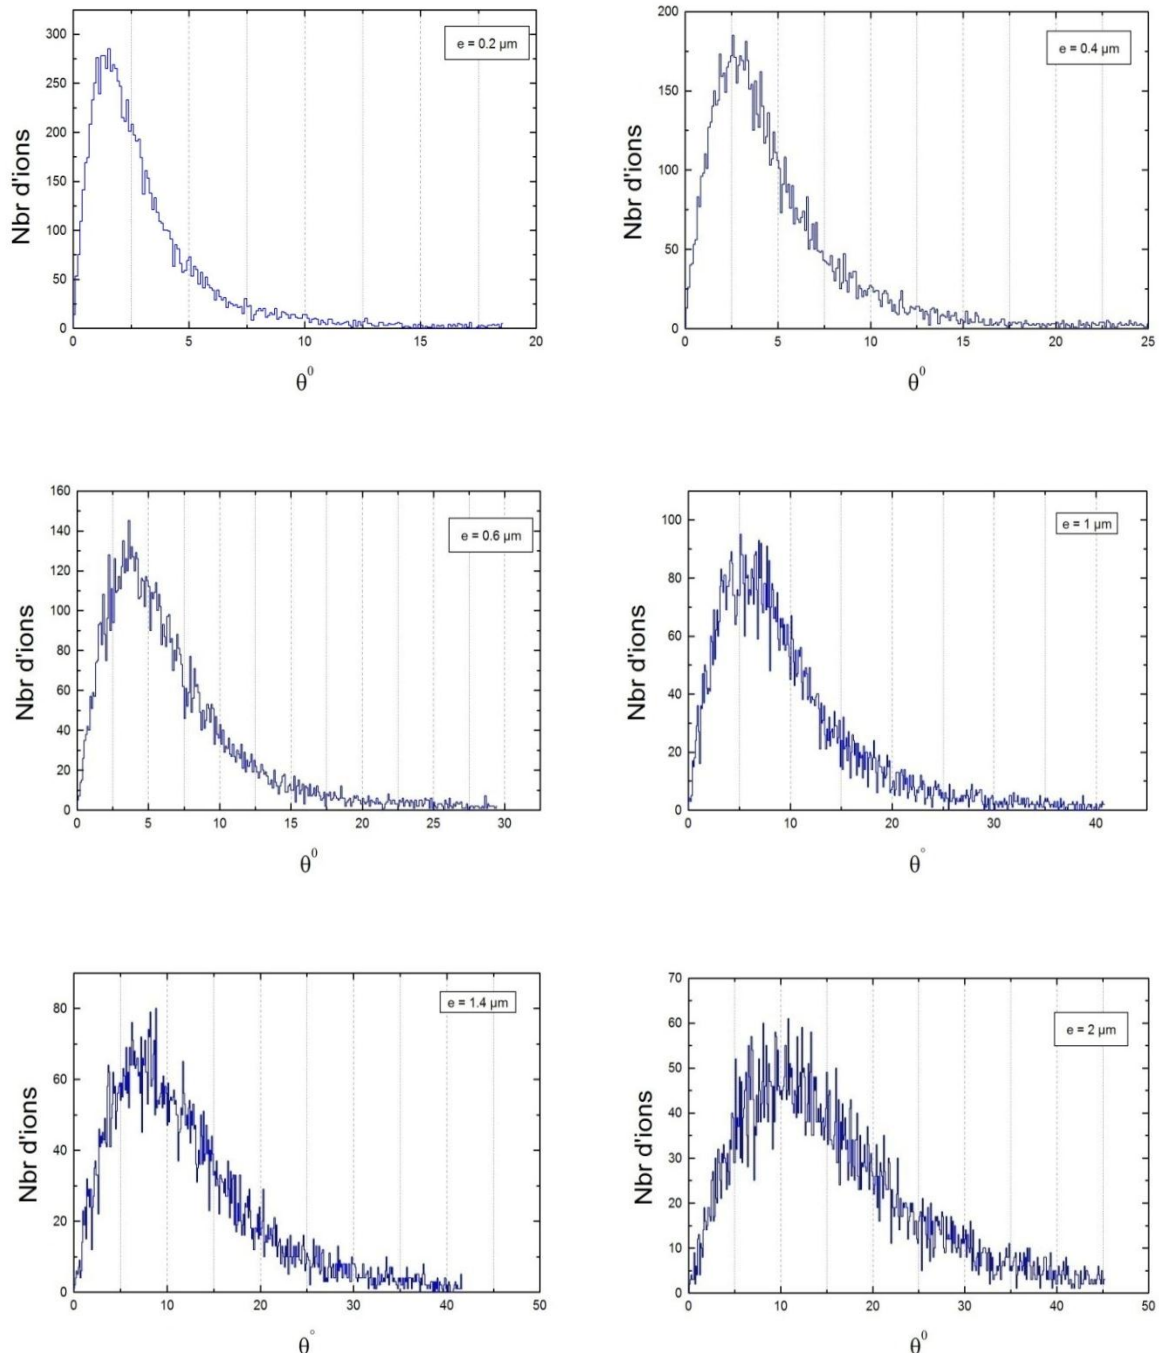 300
250
200
150
100
50
0
Nbr d'ions
e = 0.2 µm
0 5 10 15 20
θ⁰
200
150
100
50
0
Nbr d'ions
e = 0.4 µm
0 5 10 15 20 25
θ⁰
160
140
120
100
80
60
40
20
0
Nbr d'ions
e = 0.6 µm
0 5 10 15 20 25 30
θ⁰
100
80
60
40
20
0
Nbr d'ions
e = 1 µm
0 10 20 30 40
θ°
80
60
40
20
0
Nbr d'ions
e = 1.4 µm
0 10 20 30 40 50
θ°
70
60
50
40
30
20
10
0
Nbr d'ions
e = 2 µm
0 10 20 30 40 50
θ⁰